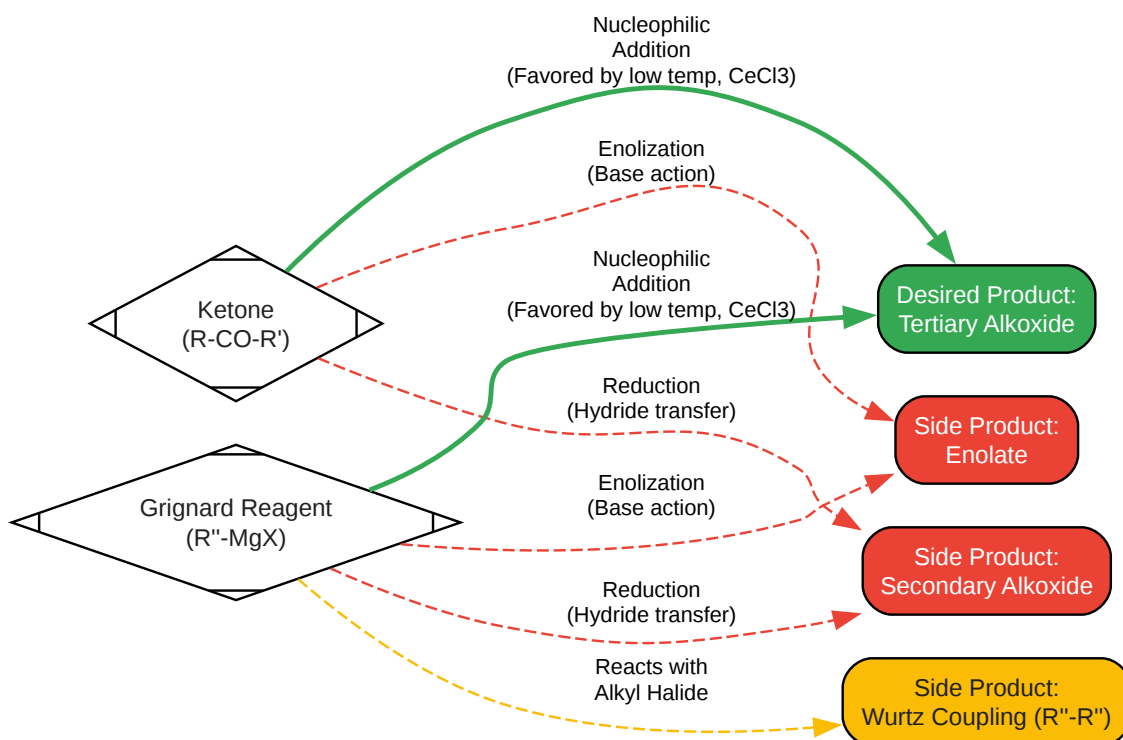 Nucleophilic
Addition
(Favored by low temp, CeCl3)
Enolization
(Base action)
Nucleophilic
Addition
(Favored by low temp, CeCl3)
Ketone
(R-CO-R')
Desired Product:
Tertiary Alkoxide
Reduction
(Hydride transfer)
Side Product:
Enolate
Grignard Reagent
(R"-MgX)
Enolization
(Base action)
Side Product:
Secondary Alkoxide
Reduction
(Hydride transfer)
Reacts with
Alkyl Halide
Side Product:
Wurtz Coupling (R"-R")